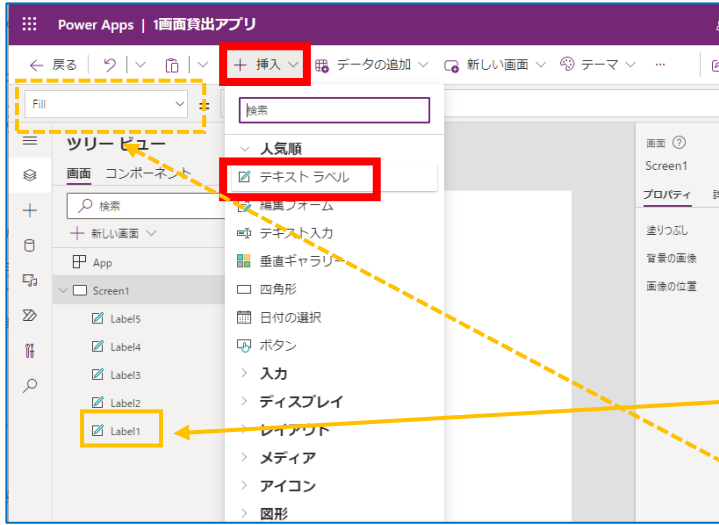 Power Apps | 1画面貸出アプリ
戻る
挿入
データの追加
新しい画面
テーマ
...
Fill
=
検索
ツリー ビュー
画面 コンポーネント
検索
新しい画面
App
Screen1
Label5
Label4
Label3
Label2
Label1
人気順
テキスト ラベル
編集フォーム
テキスト入力
垂直ギャラリー
四角形
日付の選択
ボタン
入力
ディスプレイ
レイアウト
メディア
アイコン
図形
画面
Screen1
プロパティ
塗りつぶし
背景の画像
画像の位置